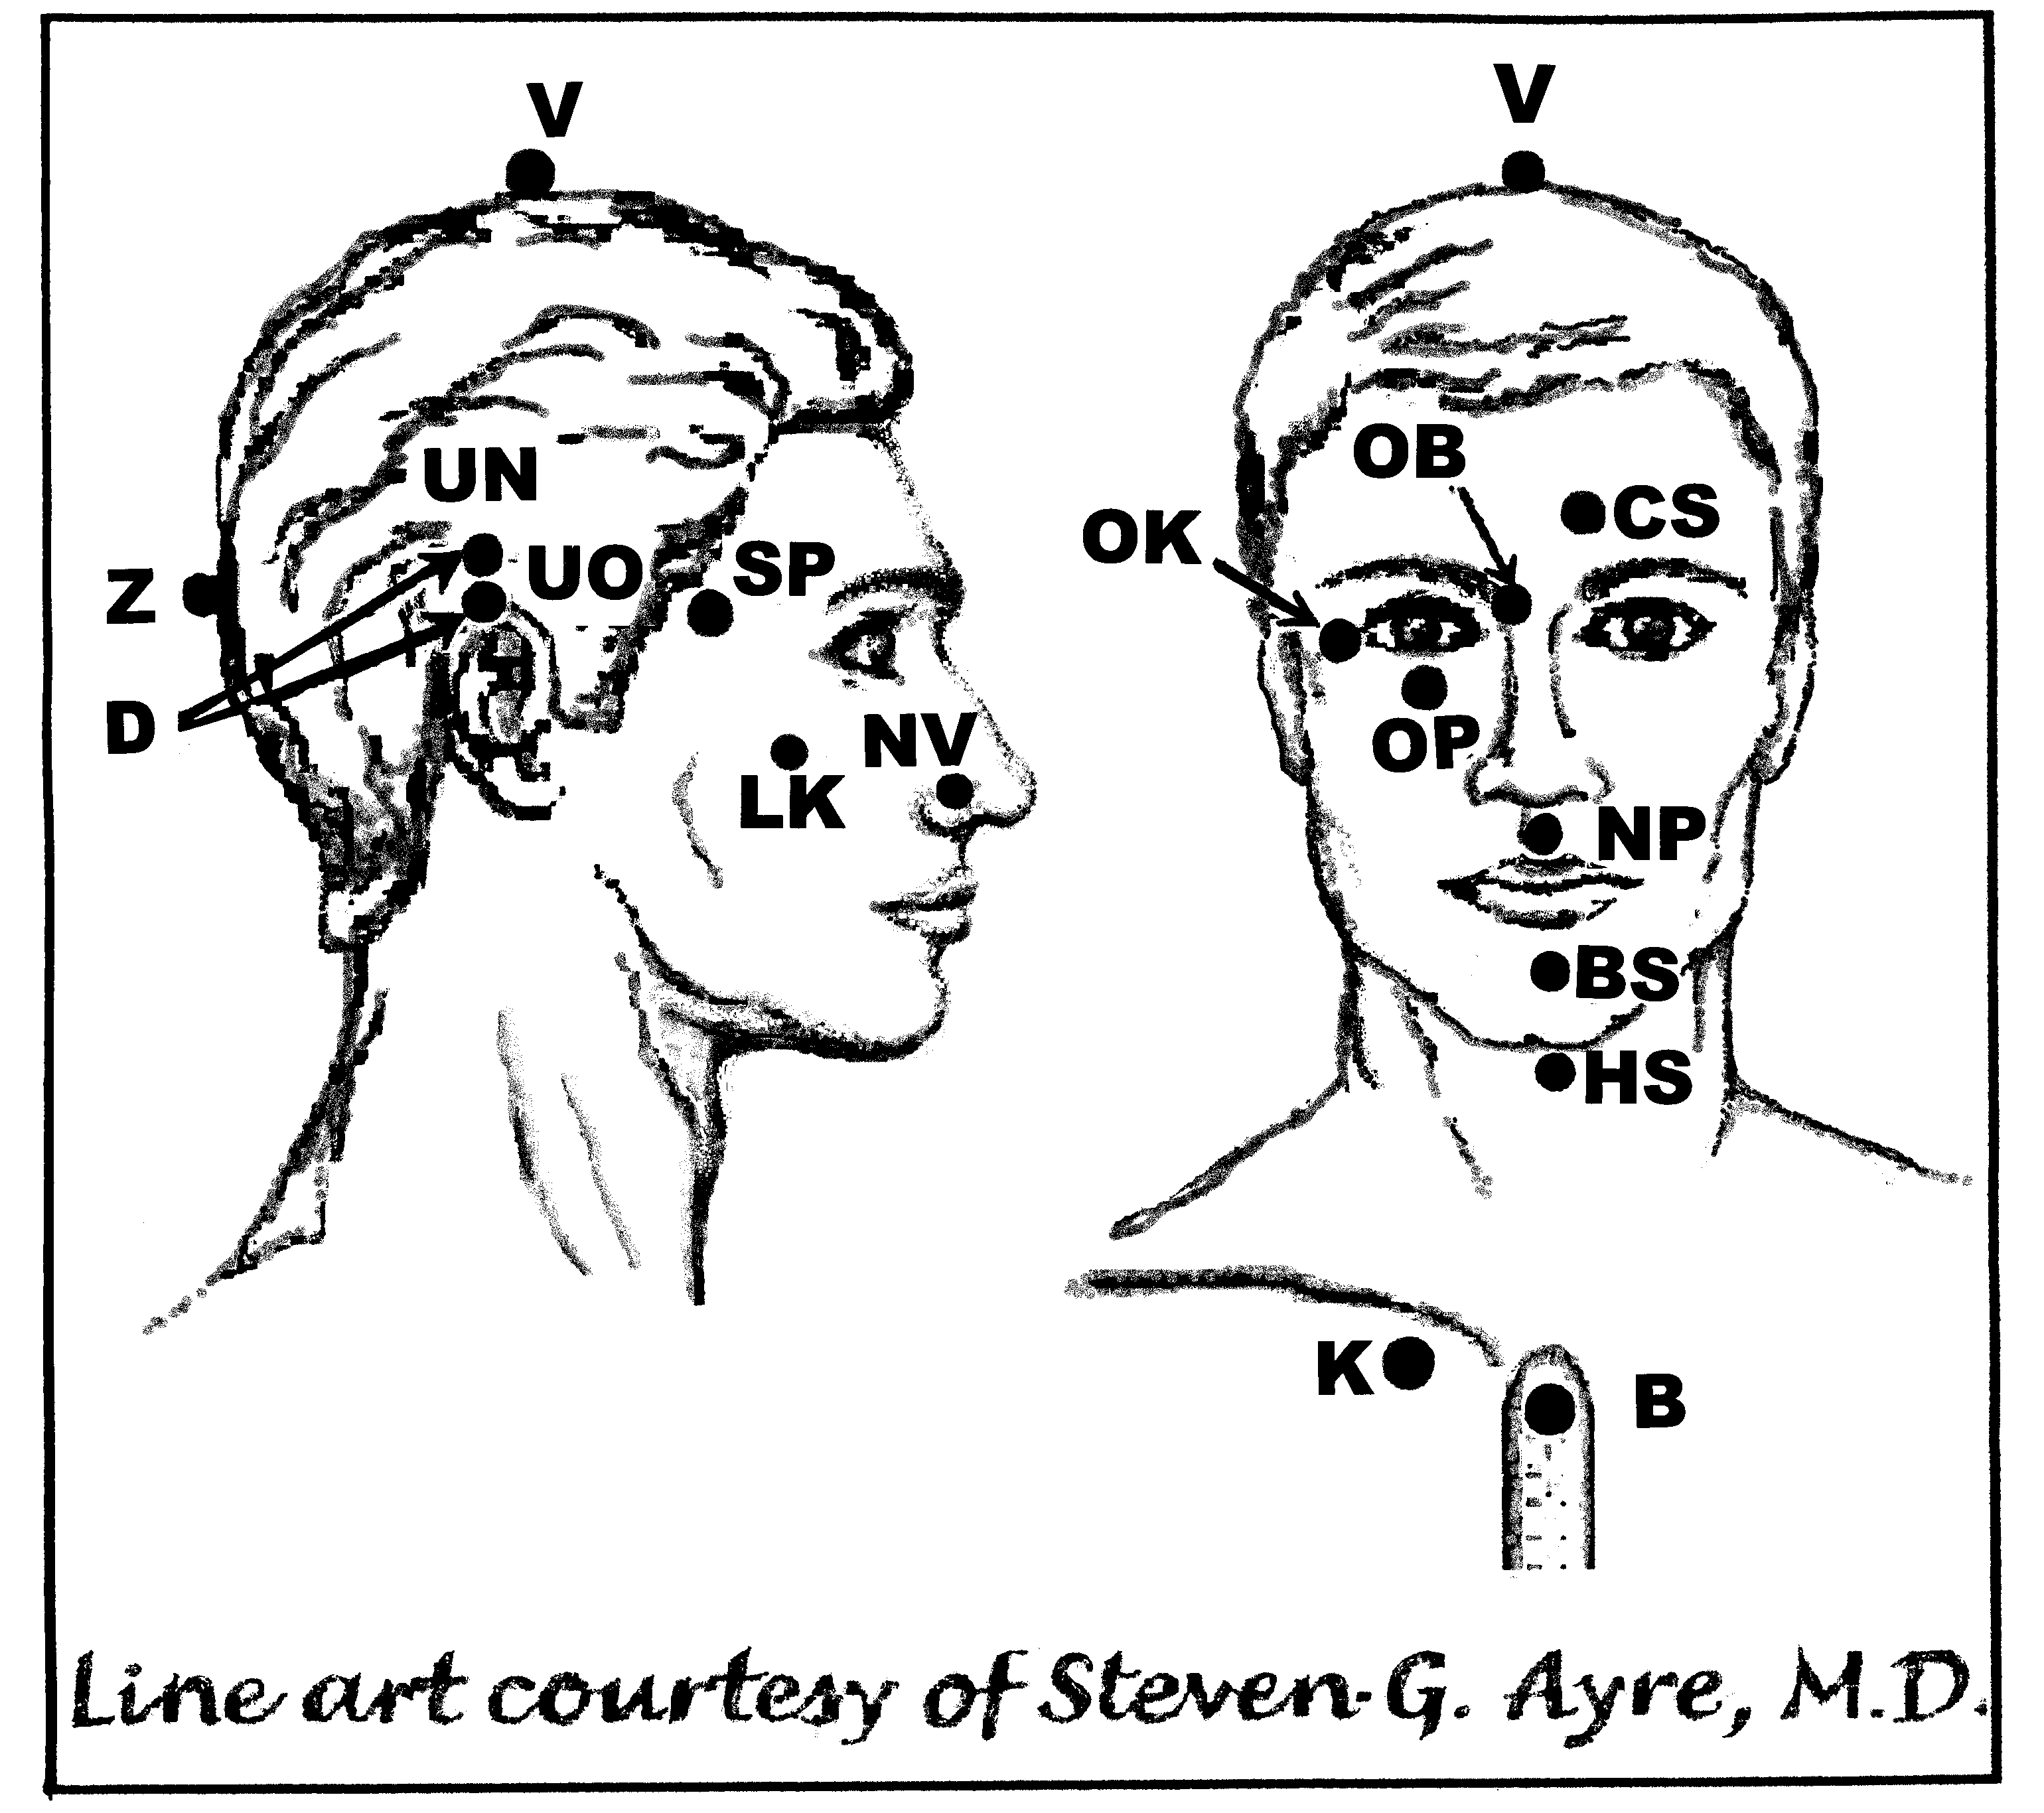 V
V
UN
OB
CS
OK
UO
SP
Z
D
NV
OP
LK
NP
BS
HS
K
B
Line art courtesy of Steven G. Ayre, M.D.